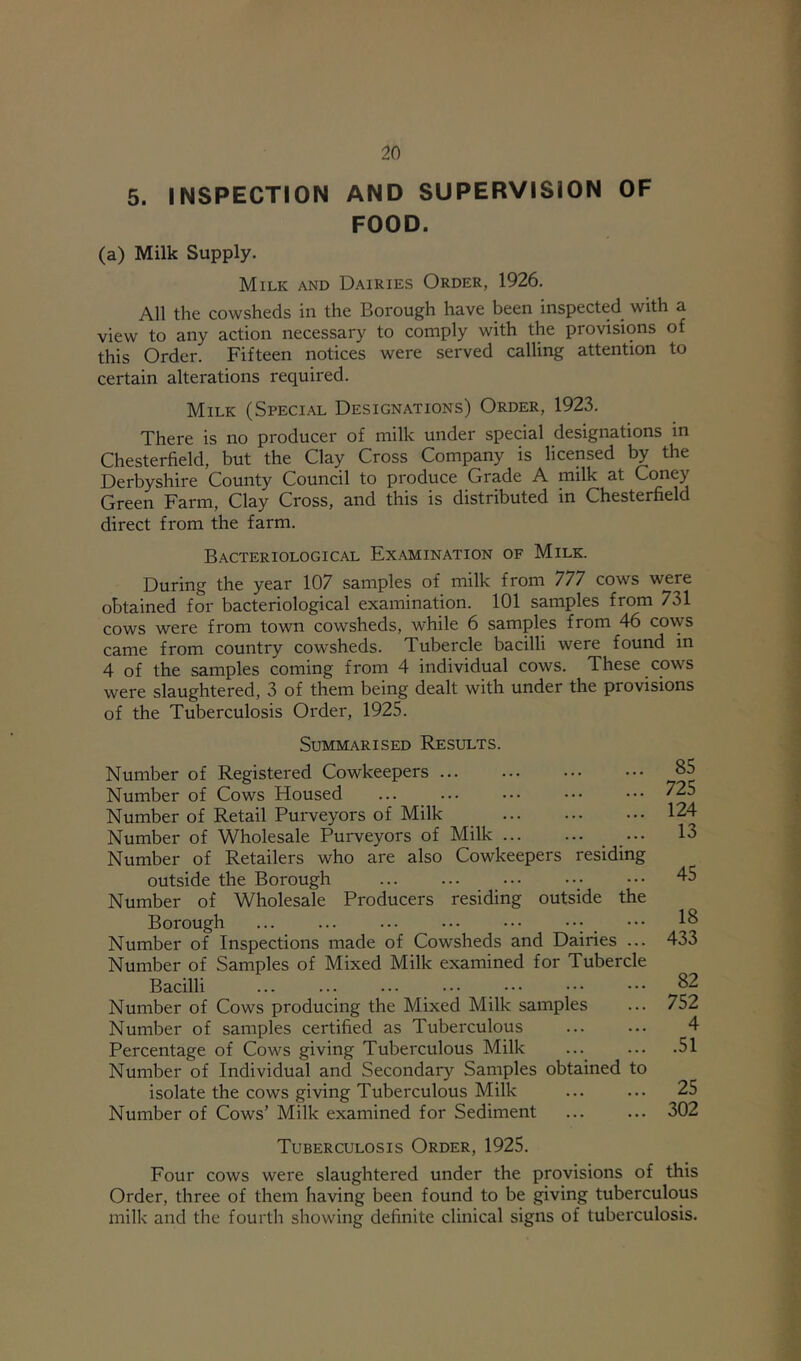 20
5. INSPECTION AND SUPERVISION OF
FOOD.
(a) Milk Supply.
Milk and Dairies Order, 1926.
All the cowsheds in the Borough have been inspected with a
view to any action necessary to comply with the provisions of
this Order. Fifteen notices were served calling attention to
certain alterations required.
Milk (Special Designations) Order, 1923.
There is no producer of milk under special designations in
Chesterfield, but the Clay Cross Company is licensed by the
Derbyshire County Council to produce Grade A milk at Coney
Green Farm, Clay Cross, and this is distributed in Chesterfield
direct from the farm.
Bacteriological Examination of Milk.
During the year 107 samples of milk from 777 cows were
obtained for bacteriological examination. 101 samples from 731
cows were from town cowsheds, while 6 samples from 46 cows
came from country cowsheds. Tubercle bacilli were found in
4 of the samples coming from 4 individual cows. These cows
were slaughtered, 3 of them being dealt with under the provisions
of the Tuberculosis Order, 1925.
Summarised Results.
Number of Registered Cowkeepers ... ... ... ... 85
Number of Cows Housed ... ... ... ... ... 725
Number of Retail Purveyors of Milk ... ... ... 124
Number of Wholesale Purveyors of Milk ... ... ... 13
Number of Retailers who are also Cowkeepers residing
outside the Borough ... ... ... ... ... 45
Number of Wholesale Producers residing outside the
Borough ... ... ... ... ... ... ... 18
Number of Inspections made of Cowsheds and Dairies ... 433
Number of Samples of Mixed Milk examined for Tubercle
Bacilli ... ... ... ... ... ... ... 82
Number of Cows producing the Mixed Milk samples ... 752
Number of samples certified as Tuberculous ... ... 4
Percentage of Cows giving Tuberculous Milk ... ... .51
Number of Individual and Secondary Samples obtained to
isolate the cows giving Tuberculous Milk ... ... 25
Number of Cows' Milk examined for Sediment ... ... 302
Tuberculosis Order, 1925.
Four cows were slaughtered under the provisions of this
Order, three of them having been found to be giving tuberculous
milk and the fourth showing definite clinical signs of tuberculosis.